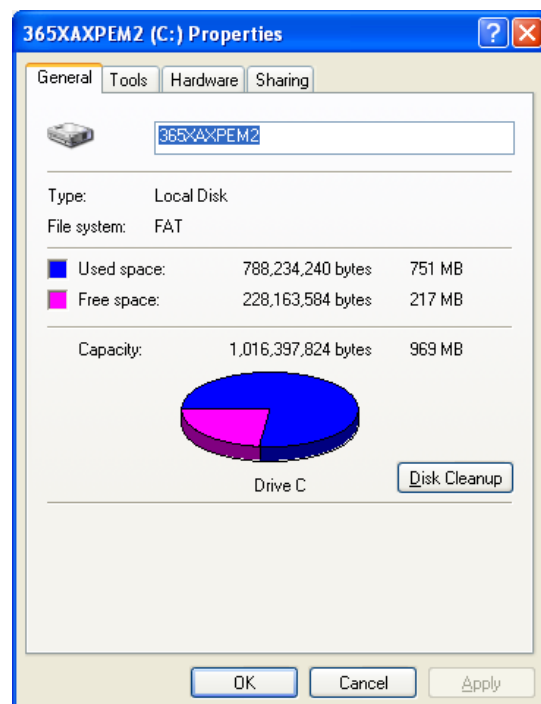 365XAXPEM2 (C:) Properties
General Tools Hardware Sharing
365XAXPEM2
Type: Local Disk
File system: FAT
Used space: 788,234,240 bytes 751 MB
Free space: 228,163,584 bytes 217 MB
Capacity: 1,016,397,824 bytes 969 MB
Drive C
Disk Cleanup
OK Cancel Apply